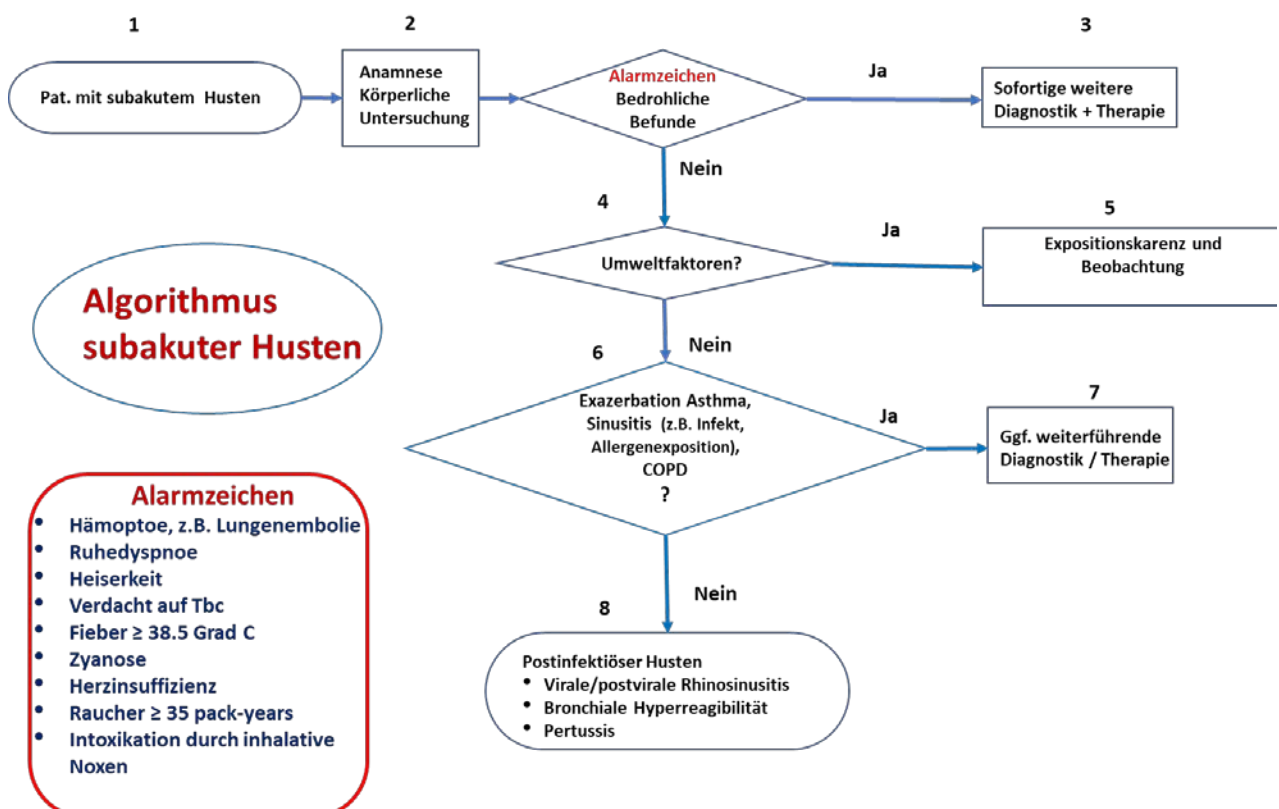 1
2
3
Pat. mit subakutem Husten
Anamnese
Körperliche
Untersuchung
Alarmzeichen
Bedrohliche
Befunde
Ja
Sofortige weitere
Diagnostik + Therapie
Nein
4
5
Umweltfaktoren?
Ja
Expositionskarenz und
Beobachtung
Algorithmus
subakuter Husten
Nein
6
7
Exazerbation Asthma,
Sinusitis (z.B. Infekt,
Allergenexposition),
COPD
?
Ja
Ggf. weiterführende
Diagnostik / Therapie
Nein
8
Postinfektiöser Husten
• Virale/postvirale Rhinosinusitis
• Bronchiale Hyperreagibilität
• Pertussis
Alarmzeichen
• Hämoptoe, z.B. Lungenembolie
• Ruhedyspnoe
• Heiserkeit
• Verdacht auf Tbc
• Fieber ≥ 38.5 Grad C
• Zyanose
• Herzinsuffizienz
• Raucher ≥ 35 pack-years
• Intoxikation durch inhalative
Noxen